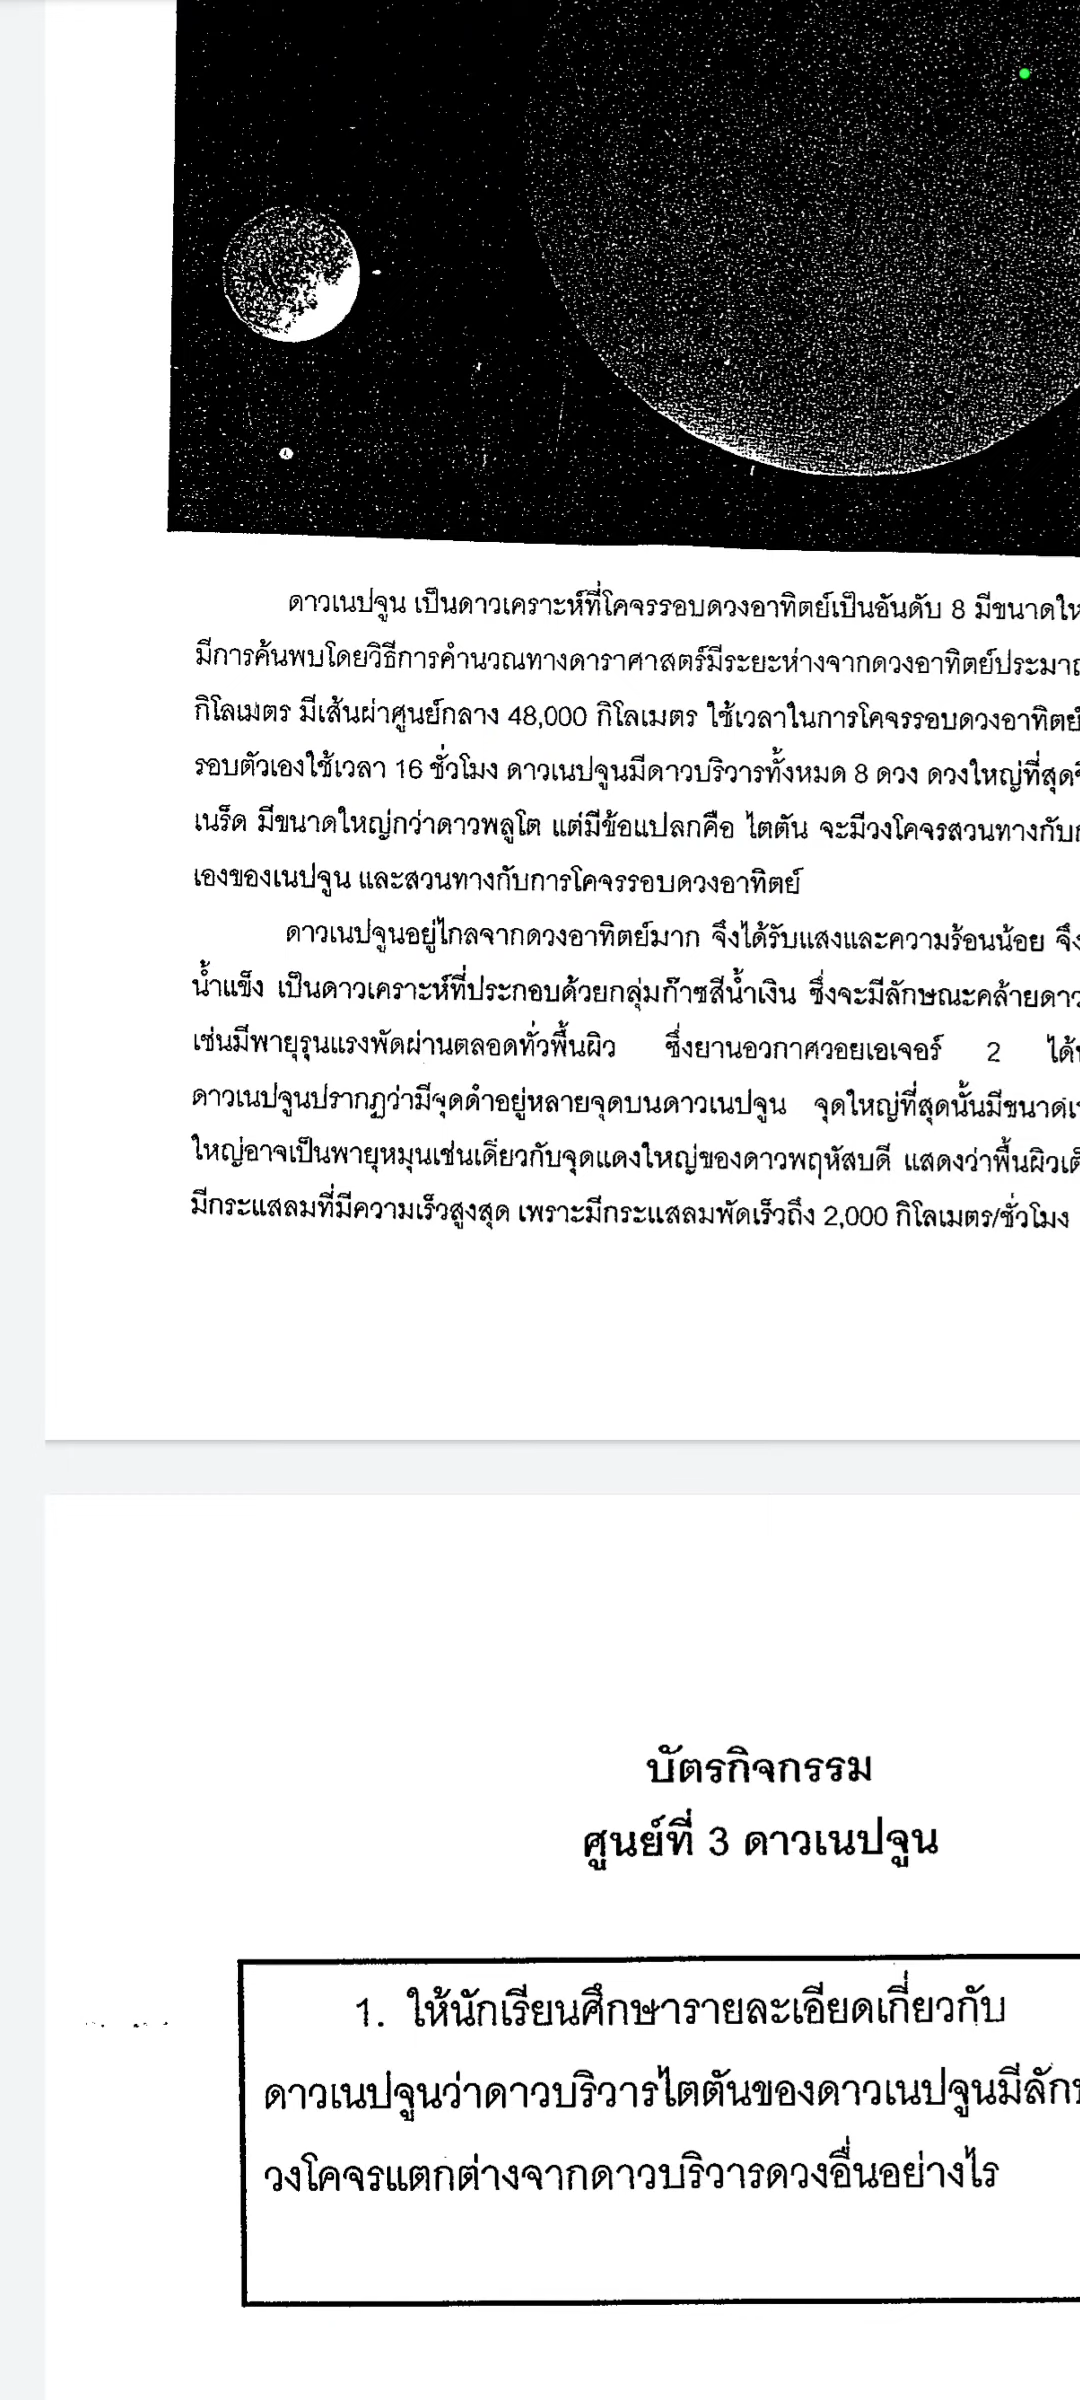 ดาวเนปจูน เป็นดาวเคราะห์ที่โคจรรอบดวงอาทิตย์เป็นอันดับ 8 มีขนาดให
มีการค้นพบโดยวิธีการคำนวณทางดาราศาสตร์มีระยะห่างจากดวงอาทิตย์ประมา
กิโลเมตร มีเส้นผ่าศูนย์กลาง 48,000 กิโลเมตร ใช้เวลาในการโคจรรอบดวงอาทิตย์
รอบตัวเองใช้เวลา 16 ชั่วโมง ดาวเนปจูนมีดาวบริวารทั้งหมด 8 ดวง ดวงใหญ่ที่สุด
เนร็ด มีขนาดใหญ่กว่าดาวพลูโต แต่มีข้อแปลกคือ ไตตัน จะมีวงโคจรสวนทางกับ
เองของเนปจูน และสวนทางกับการโคจรรอบดวงอาทิตย์
ดาวเนปจูนอยู่ไกลจากดวงอาทิตย์มาก จึงได้รับแสงและความร้อนน้อย จึง
น้ำแข็ง เป็นดาวเคราะห์ที่ประกอบด้วยกลุ่มก๊าซสีน้ำเงิน ซึ่งจะมีลักษณะคล้ายดาว
เช่นมีพายุรุนแรงพัดผ่านตลอดทั่วพื้นผิว ซึ่งยานอวกาศวอยเอเจอร์ 2 ได้
ดาวเนปจูนปรากฏว่ามีจุดดำอยู่หลายจุดบนดาวเนปจูน จุดใหญ่ที่สุดนั้นมีขนาด
ใหญ่อาจเป็นพายุหมุนเช่นเดียวกับจุดแดงใหญ่ของดาวพฤหัสบดี แสดงว่าพื้นผิว
มีกระแสลมที่มีความเร็วสูงสุด เพราะมีกระแสลมพัดเร็วถึง 2,000 กิโลเมตร/ชั่วโมง
บัตรกิจกรรม
ศูนย์ที่ 3 ดาวเนปจูน
1. ให้นักเรียนศึกษารายละเอียดเกี่ยวกับ
ดาวเนปจูนว่าดาวบริวารไตตันของดาวเนปจูนมีลัก
วงโคจรแตกต่างจากดาวบริวารดวงอื่นอย่างไร